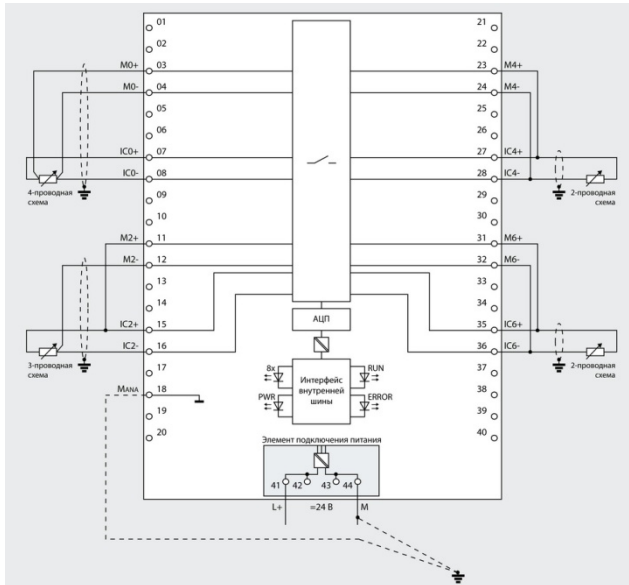 01
21
02
22
M0+ 03
23 M4+
M0- 04
24 M4-
05
25
06
26
IC0+ 07
27 IC4+
IC0- 08
28 IC4-
4-проводная
схема
2-проводная
схема
09
29
10
30
M2+ 11
31 M6+
M2- 12
32 M6-
13
33
14
34
АЦП
IC2+ 15
35 IC6+
IC2- 16
36 IC6-
3-проводная
схема
2-проводная
схема
17
37
8x
RUN
Интерфейс
внутренней
шины
MANA 18
38
PWR
ERROR
19
39
20
40
Элемент подключения питания
41 42 43 44
L+ =24 В M